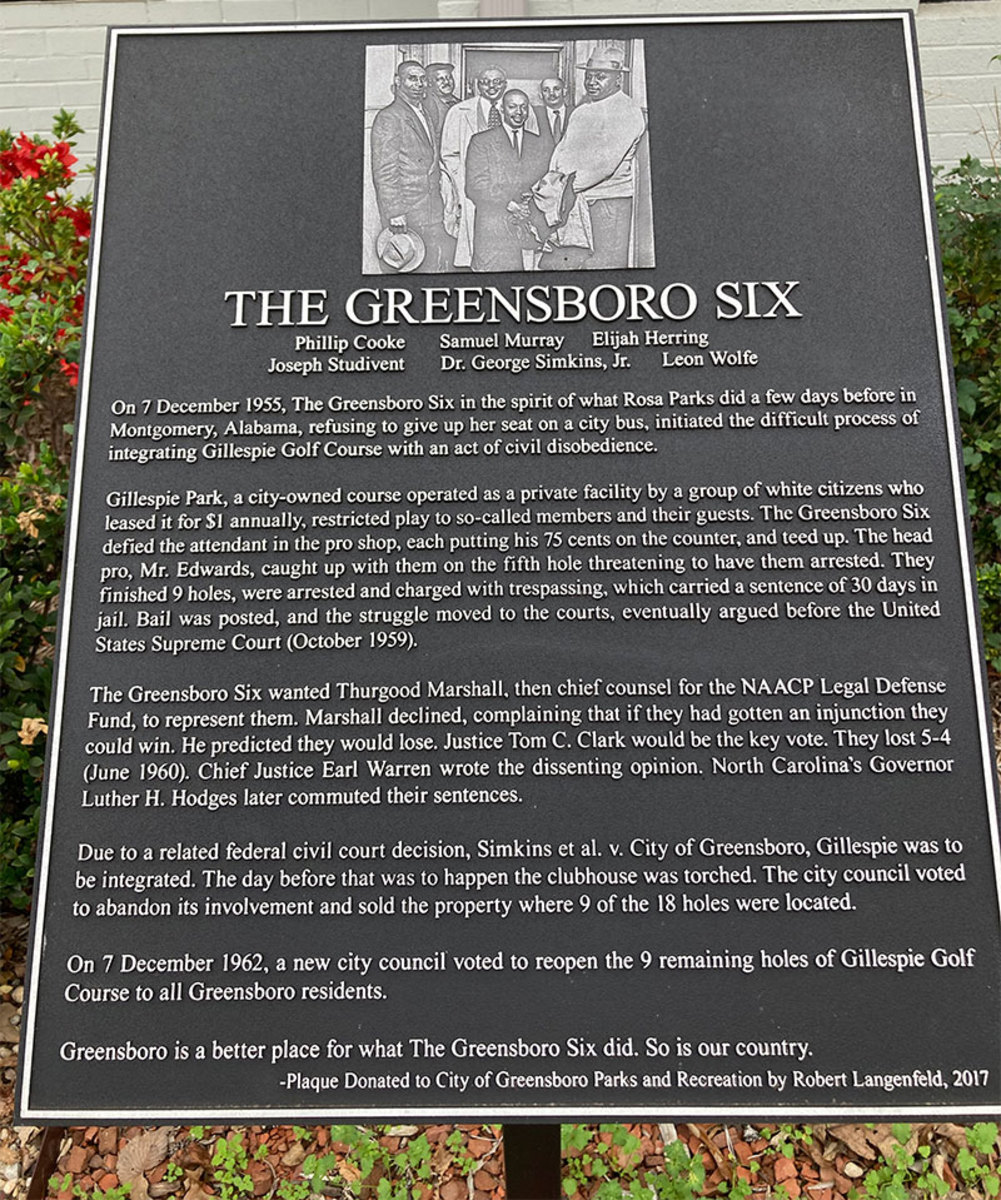 THE GREENSBORO SIX
Phillip Cooke Samuel Murray Elijah Herring
Joseph Studivent Dr. George Simkins, Jr. Leon Wolfe
On 7 December 1955, The Greensboro Six in the spirit of what Rosa Parks did a few days before in
Montgomery, Alabama, refusing to give up her seat on a city bus, initiated the difficult process of
integrating Gillespie Golf Course with an act of civil disobedience.
Gillespie Park, a city-owned course operated as a private facility by a group of white citizens who
leased it for $1 annually, restricted play to so-called members and their guests. The Greensboro Six
defied the attendant in the pro shop, each putting his 75 cents on the counter, and teed up. The head
pro, Mr. Edwards, caught up with them on the fifth hole threatening to have them arrested. They
finished 9 holes, were arrested and charged with trespassing, which carried a sentence of 30 days in
jail. Bail was posted, and the struggle moved to the courts, eventually argued before the United
States Supreme Court (October 1959).
The Greensboro Six wanted Thurgood Marshall, then chief counsel for the NAACP Legal Defense
Fund, to represent them. Marshall declined, complaining that if they had gotten an injunction they
could win. He predicted they would lose. Justice Tom C. Clark would be the key vote. They lost 5-4
(June 1960). Chief Justice Earl Warren wrote the dissenting opinion. North Carolina's Governor
Luther H. Hodges later commuted their sentences.
Due to a related federal civil court decision, Simkins et al. v. City of Greensboro, Gillespie was to
be integrated. The day before that was to happen the clubhouse was torched. The city council voted
to abandon its involvement and sold the property where 9 of the 18 holes were located.
On 7 December 1962, a new city council voted to reopen the 9 remaining holes of Gillespie Golf
Course to all Greensboro residents.
Greensboro is a better place for what The Greensboro Six did. So is our country.
-Plaque Donated to City of Greensboro Parks and Recreation by Robert Langenfeld, 2017